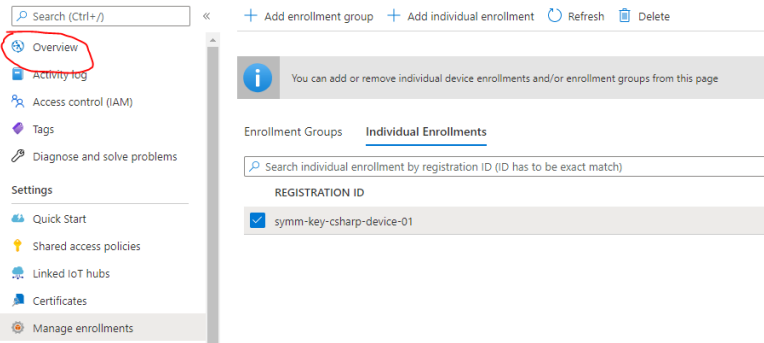 Search (Ctrl+/)
«
Overview
Activity log
Access control (IAM)
Tags
Diagnose and solve problems
Settings
Quick Start
Shared access policies
Linked IoT hubs
Certificates
Manage enrollments
Add enrollment group
Add individual enrollment
Refresh
Delete
You can add or remove individual device enrollments and/or enrollment groups from this page
Enrollment Groups
Individual Enrollments
Search individual enrollment by registration ID (ID has to be exact match)
REGISTRATION ID
symm-key-csharp-device-01